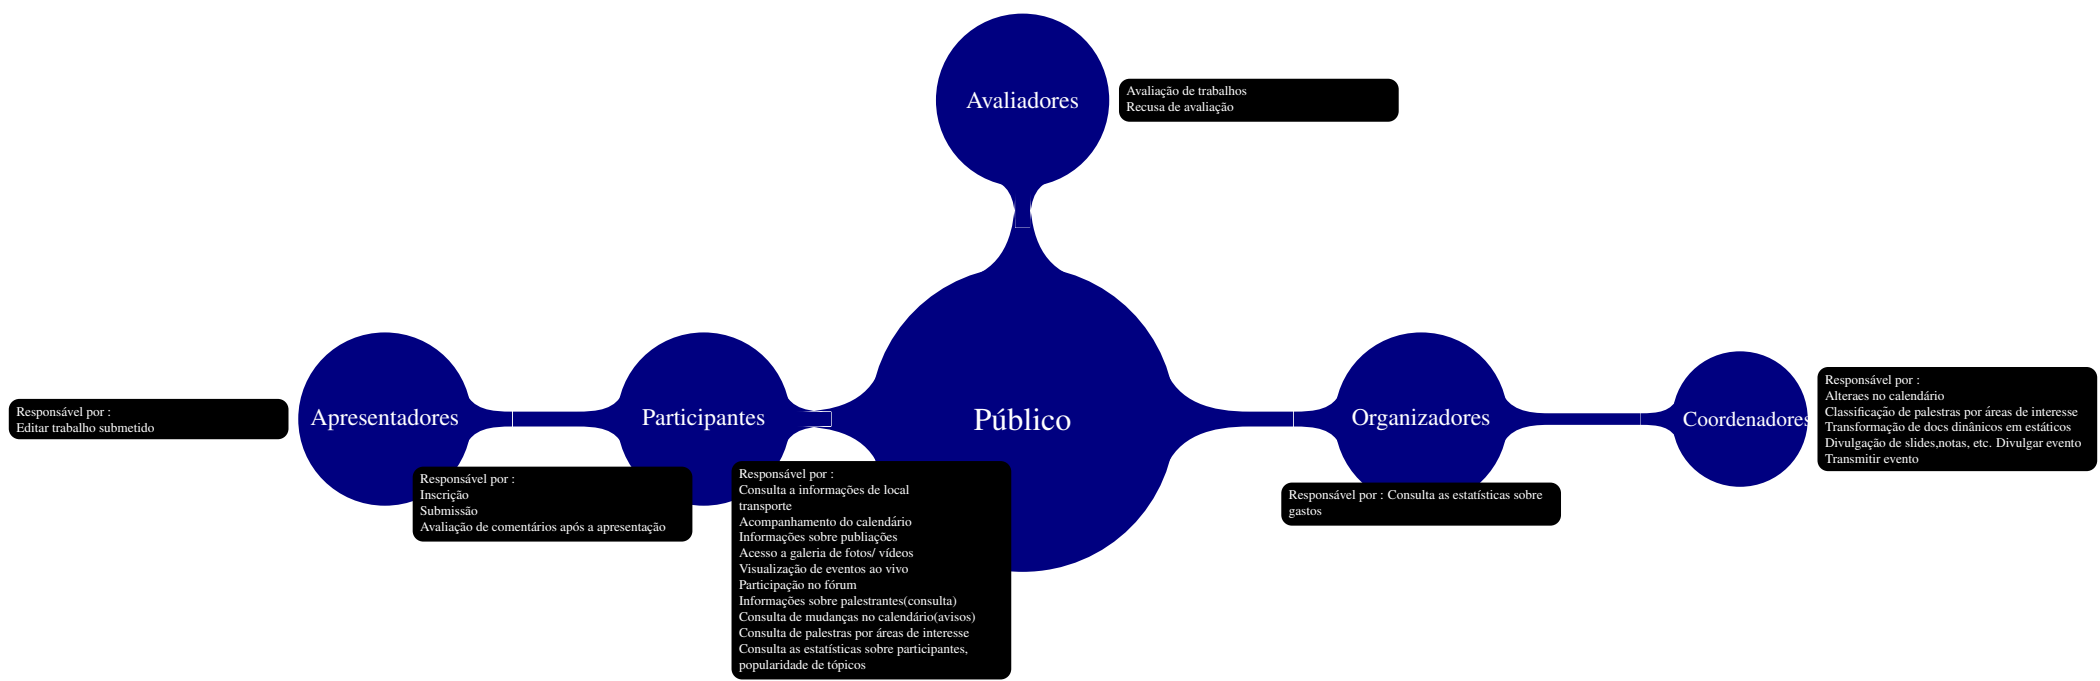 Avaliadores
Avaliação de trabalhos
Recusa de avaliação
Responsável por :
Editar trabalho submetido
Apresentadores
Participantes
Público
Organizadores
Coordenadores
Responsável por :
Alteraes no calendário
Classificação de palestras por áreas de interesse
Transformação de docs dinânicos em estáticos
Divulgação de slides,notas, etc. Divulgar evento
Transmitir evento
Responsável por :
Inscrição
Submissão
Avaliação de comentários após a apresentação
Responsável por :
Consulta a informações de local
transporte
Acompanhamento do calendário
Informações sobre publiações
Acesso a galeria de fotos/ vídeos
Visualização de eventos ao vivo
Participação no fórum
Informações sobre palestrantes(consulta)
Consulta de mudanças no calendário(avisos)
Consulta de palestras por áreas de interesse
Consulta as estatísticas sobre participantes,
popularidade de tópicos
Responsável por : Consulta as estatísticas sobre
gastos